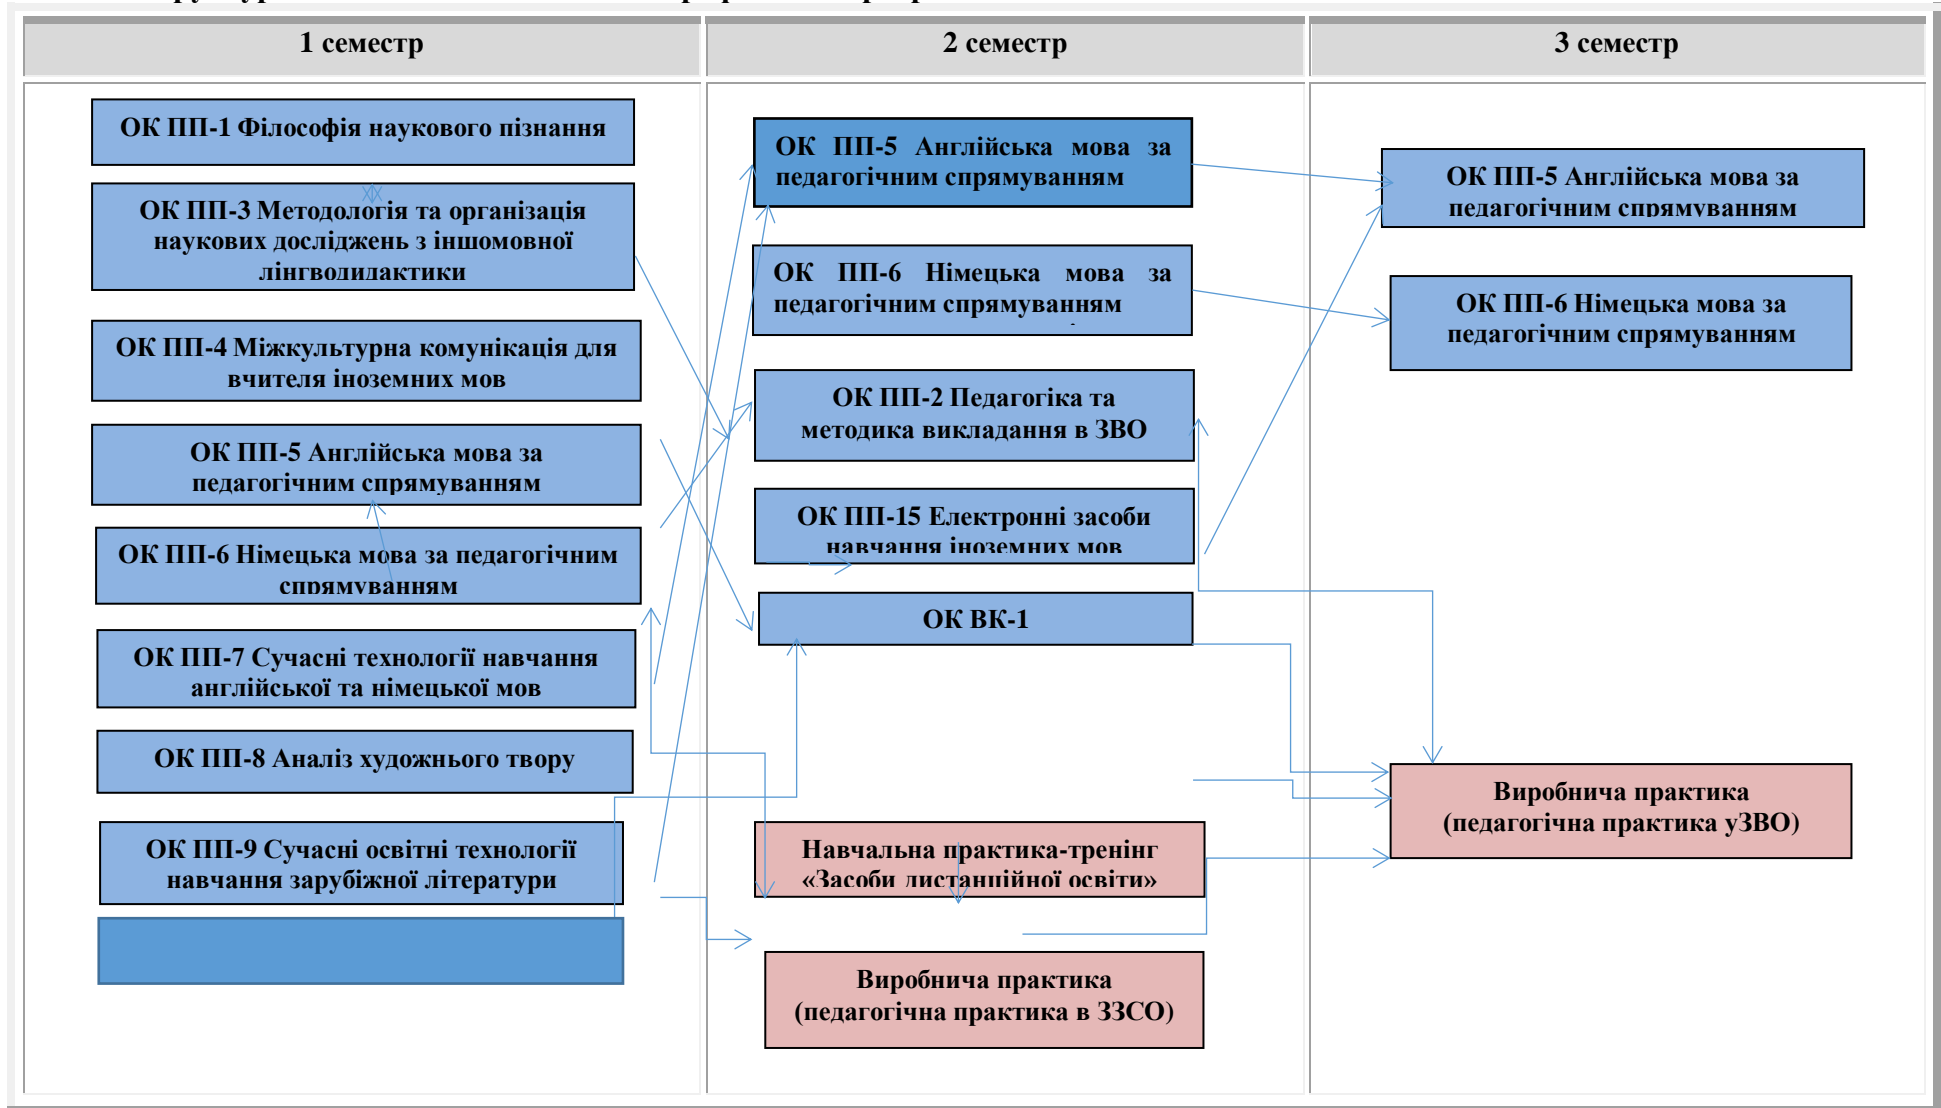 1 семестр
2 семестр
3 семестр
ОК ПП-1 Філософія наукового пізнання
ОК ПП-3 Методологія та організація
наукових досліджень з іншомовної
лінгводидактики
ОК ПП-4 Міжкультурна комунікація для
вчителя іноземних мов
ОК ПП-5 Англійська мова за
педагогічним спрямуванням
ОК ПП-6 Німецька мова за педагогічним
спрямуванням
ОК ПП-7 Сучасні технології навчання
англійської та німецької мов
ОК ПП-8 Аналіз художнього твору
ОК ПП-9 Сучасні освітні технології
навчання зарубіжної літератури
ОК ПП-5 Англійська мова за
педагогічним спрямуванням
ОК ПП-6 Німецька мова за
педагогічним спрямуванням
ОК ПП-2 Педагогіка та
методика викладання в ЗВО
ОК ПП-15 Електронні засоби
навчання іноземних мов
ОК ВК-1
Навчальна практика-тренінг
«Засоби дистанційної освіти»
Виробнича практика
(педагогічна практика в ЗЗСО)
ОК ПП-5 Англійська мова за
педагогічним спрямуванням
ОК ПП-6 Німецька мова за
педагогічним спрямуванням
Виробнича практика
(педагогічна практика уЗВО)